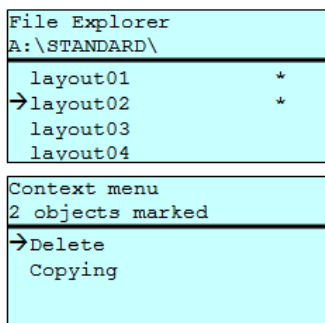 File Explorer
A:\STANDARD\
layout01 *
→layout02 *
layout03
layout04
Context menu
2 objects marked
→Delete
Copying